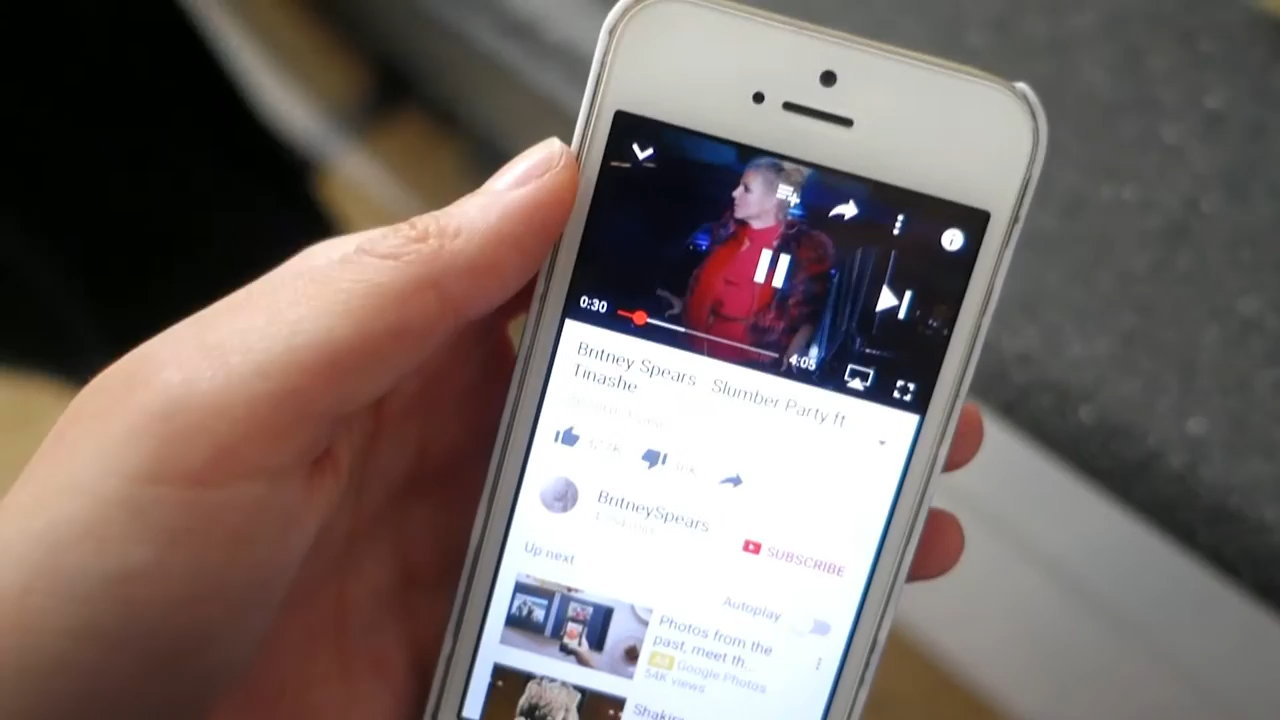 0:30
4:05
Britney Spears Slumber Party ft
Tinashe
BritneySpears
SUBSCRIBE
Up next
Autoplay
Photos from the
past, meet th...
Ad Google Photos
54K views
Shakira